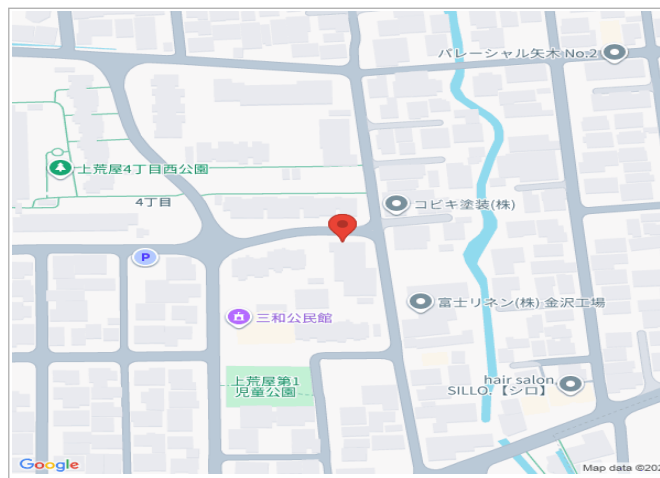 パレーシャル矢木 No.2
上荒屋4丁目西公園
4丁目
コビキ塗装(株)
P
富士リネン(株) 金沢工場
三和公民館
上荒屋第1
児童公園
hair salon
SILLO.【シロ】
Google
Map data ©202